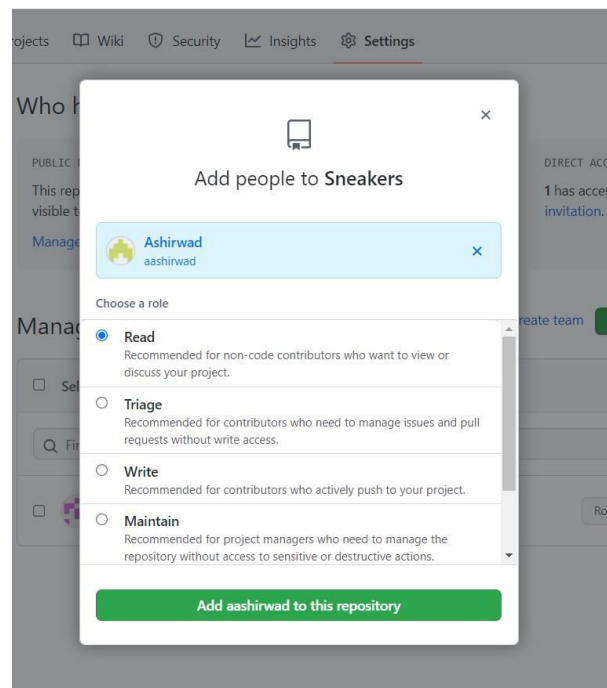 ojects Wiki Security Insights Settings
Who h
PUBLIC
This rep
visible t
Manage
DIRECT ACC
1 has acce
invitation.
×
Add people to Sneakers
Ashirwad
aashirwad
×
Choose a role
Read
Recommended for non-code contributors who want to view or
discuss your project.
Triage
Recommended for contributors who need to manage issues and pull
requests without write access.
Write
Recommended for contributors who actively push to your project.
Maintain
Recommended for project managers who need to manage the
repository without access to sensitive or destructive actions.
Add aashirwad to this repository
Manag
reate team
Sel
Fi
Ro